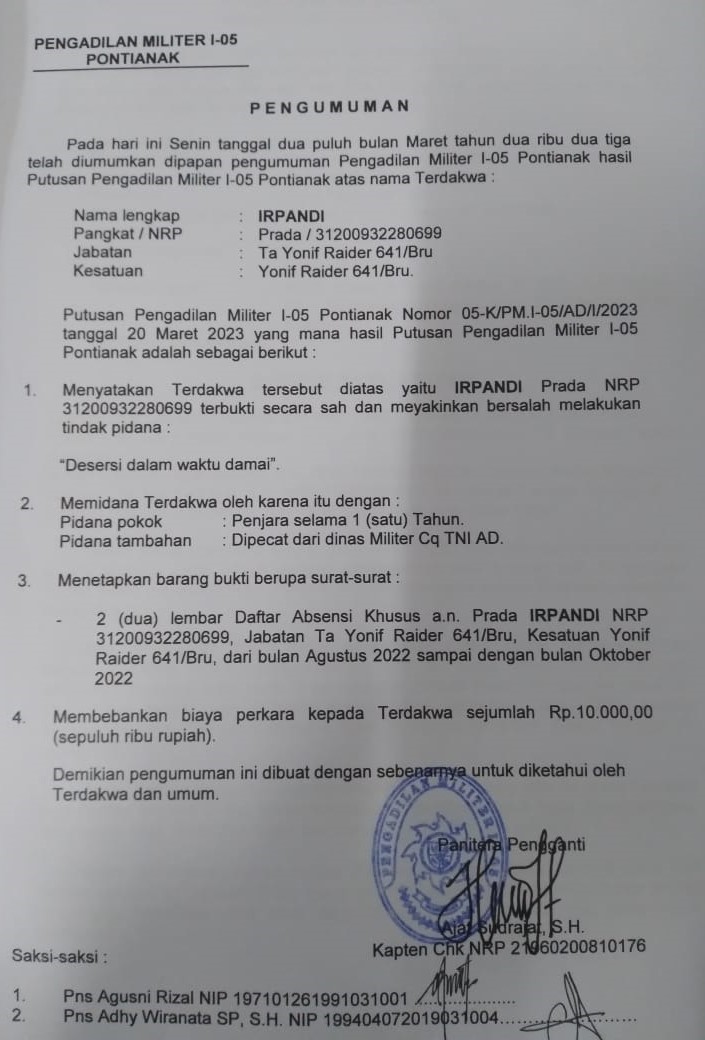 PENGADILAN MILITER I-05
PONTIANAK
PENGUMUMAN
Pada hari ini Senin tanggal dua puluh bulan Maret tahun dua ribu dua tiga
telah diumumkan dipapan pengumuman Pengadilan Militer I-05 Pontianak hasil
Putusan Pengadilan Militer I-05 Pontianak atas nama Terdakwa :
Nama lengkap : IRPANDI
Pangkat / NRP : Prada / 31200932280699
Jabatan : Ta Yonif Raider 641/Bru
Kesatuan : Yonif Raider 641/Bru.
Putusan Pengadilan Militer I-05 Pontianak Nomor 05-K/PM.I-05/AD/I/2023
tanggal 20 Maret 2023 yang mana hasil Putusan Pengadilan Militer I-05
Pontianak adalah sebagai berikut :
1. Menyatakan Terdakwa tersebut diatas yaitu IRPANDI Prada NRP
31200932280699 terbukti secara sah dan meyakinkan bersalah melakukan
tindak pidana :
“Desersi dalam waktu damai”.
2. Memidana Terdakwa oleh karena itu dengan :
Pidana pokok : Penjara selama 1 (satu) Tahun.
Pidana tambahan : Dipecat dari dinas Militer Cq TNI AD.
3. Menetapkan barang bukti berupa surat-surat :
- 2 (dua) lembar Daftar Absensi Khusus a.n. Prada IRPANDI NRP
31200932280699, Jabatan Ta Yonif Raider 641/Bru, Kesatuan Yonif
Raider 641/Bru, dari bulan Agustus 2022 sampai dengan bulan Oktober
2022
4. Membebankan biaya perkara kepada Terdakwa sejumlah Rp.10.000,00
(sepuluh ribu rupiah).
Demikian pengumuman ini dibuat dengan sebenarnya untuk diketahui oleh
Terdakwa dan umum.
PENGADILAN MILITER I-05
Panitera Pengganti
Ajat Sudrajat, S.H.
Kapten Chk NRP 21960200810176
Saksi-saksi :
1. Pns Agusni Rizal NIP 197101261991031001
2. Pns Adhy Wiranata SP, S.H. NIP 199404072019031004